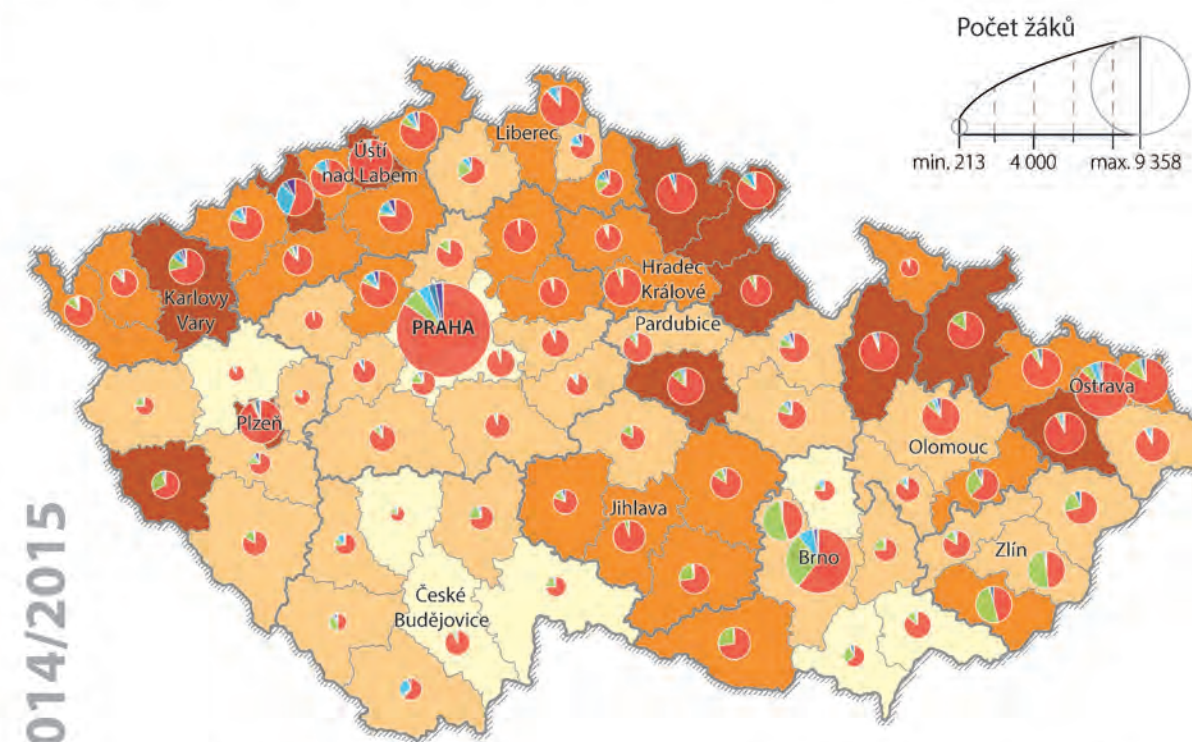 Počet žáků
min. 213 4 000 max. 9 358
Liberec
Ústí
nad Labem
Karlovy
Vary
Hradec
Králové
PRAHA
Pardubice
Plzeň
Ostrava
Olomouc
Jihlava
Brno
Zlín
České
Budějovice
014/2015